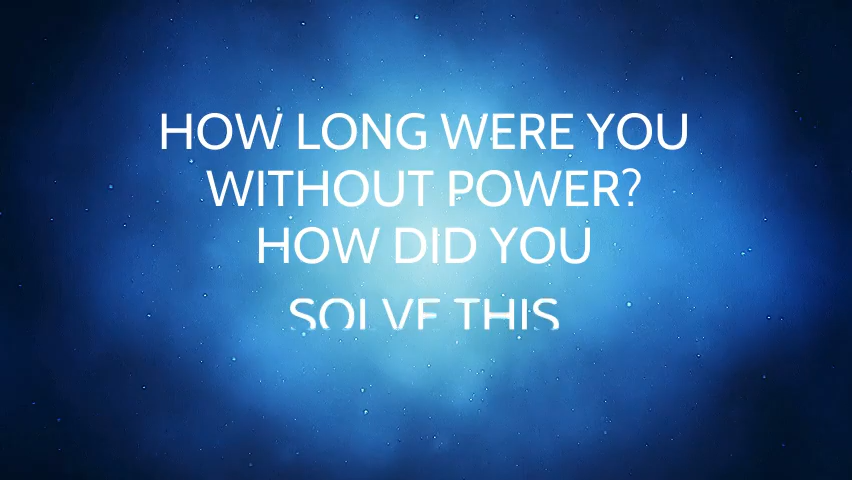 HOW LONG WERE YOU
WITHOUT POWER?
HOW DID YOU
SOLVE THIS